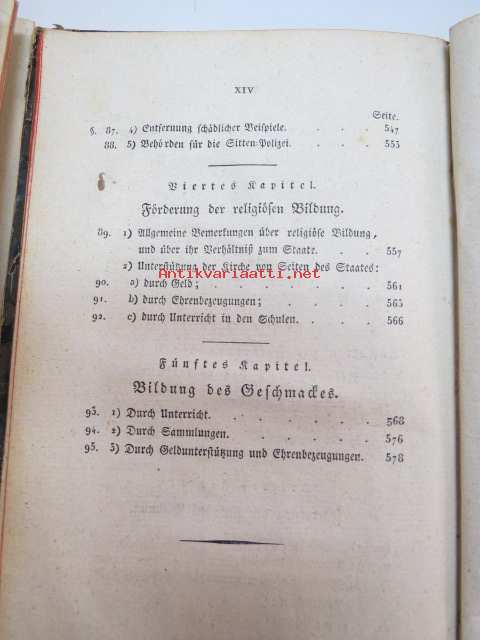 XIV
Seite.
§. 87. 4) Entfernung schädlicher Beispiele. . . . 547
88. 5) Behörden für die Sitten-Polizei. . . . 553
Viertes Kapitel.
Förderung der religiösen Bildung.
89. 1) Allgemeine Bemerkungen über religiöse Bildung,
und über ihr Verhältniß zum Staate. . . . 557
2) Unterstützung der Kirche von Seiten des Staates:
90. a) durch Geld; . . . . . . 561
91. b) durch Ehrenbezeugungen; . . . . 565
92. c) durch Unterricht in den Schulen. . . . 566
Fünftes Kapitel.
Bildung des Geschmackes.
93. 1) Durch Unterricht. . . . . . 568
94. 2) Durch Sammlungen. . . . . . 576
95. 3) Durch Geldunterstützung und Ehrenbezeugungen. 578
Antikvariaatti.net